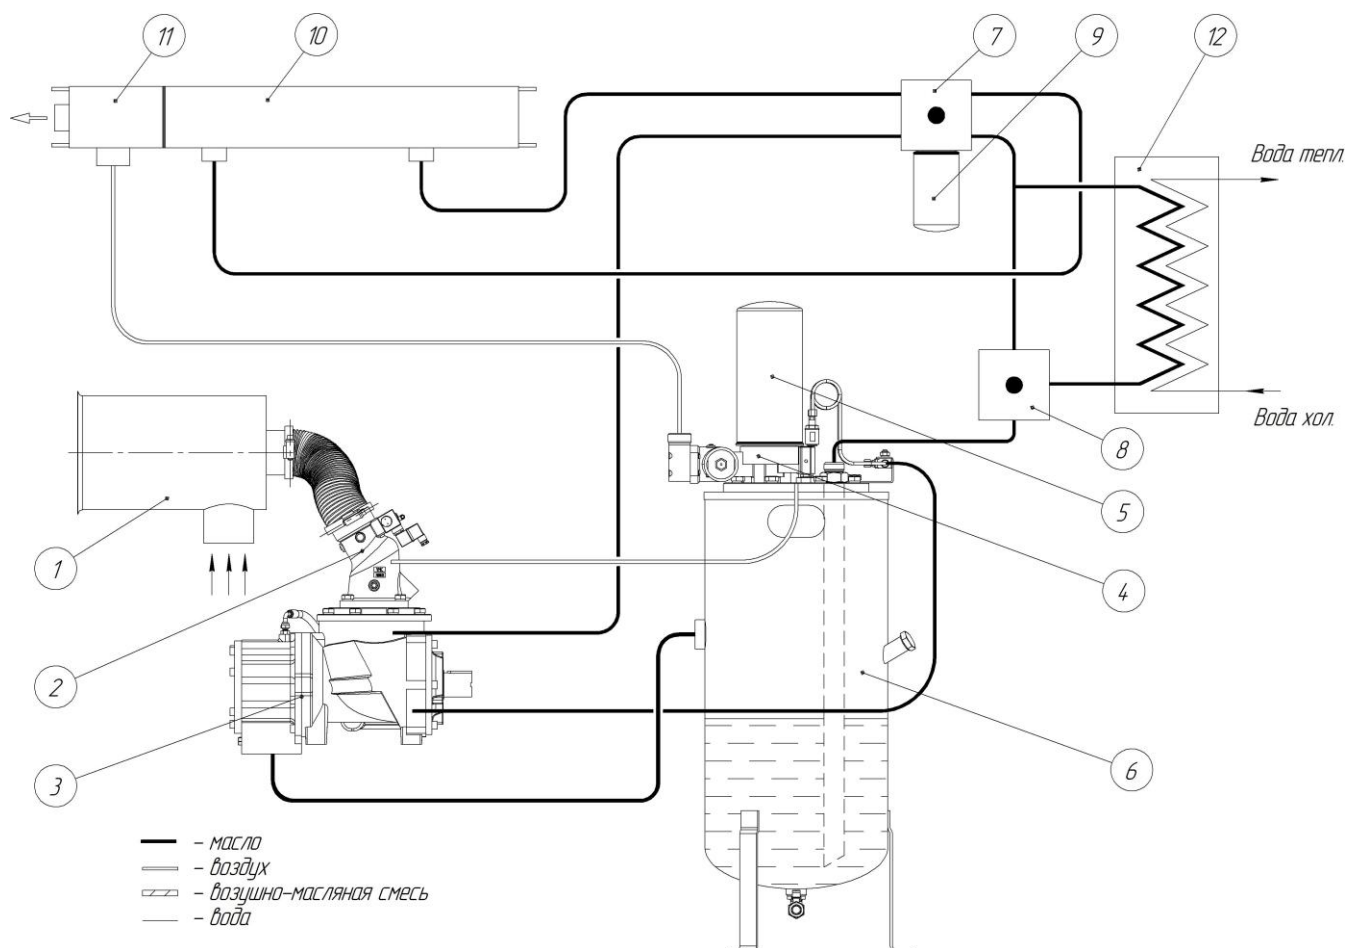 11
10
7
9
12
Вода тепл.
Вода хол.
8
5
1
4
2
3
6
– масло
– воздух
– возушно-масляная смесь
– вода